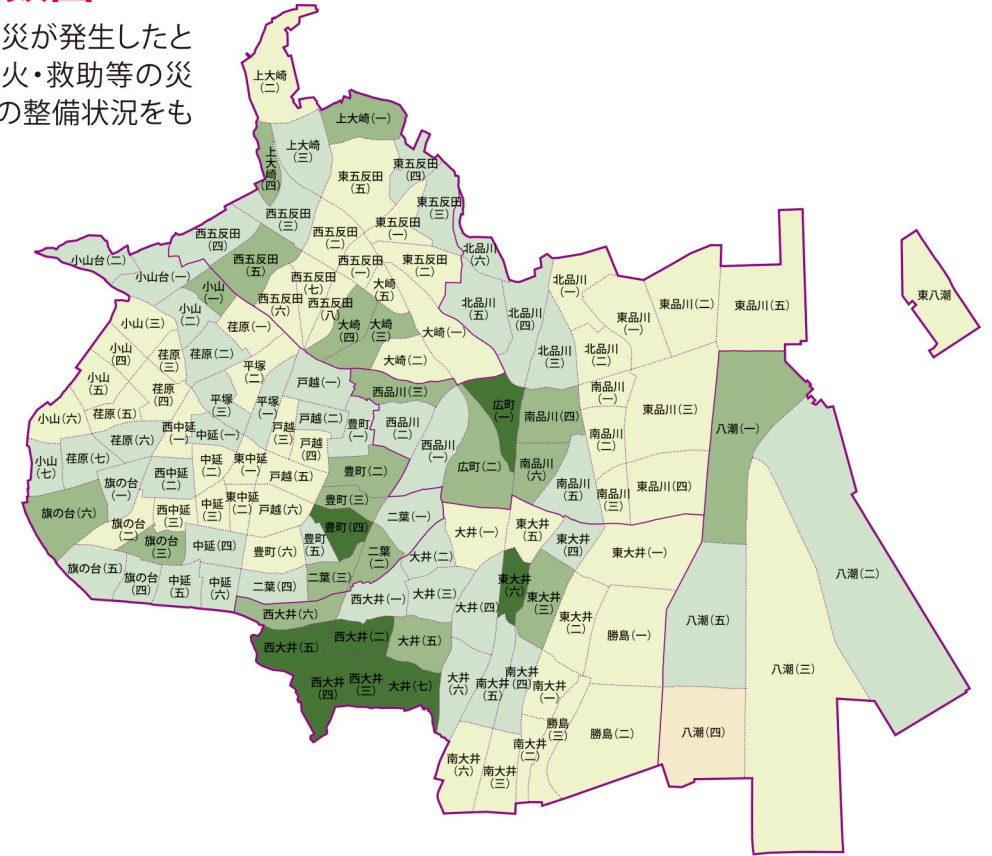 災が発生したと
火・救助等の災
の整備状況をも
上大崎
(二)
上大崎(一)
上大崎
(三)
上大崎(四)
東五反田
(四)
東五反田
(五)
東五反田
(三)
西五反田
(三)
東五反田
(一)
西五反田
(四)
西五反田
(二)
北品川
(六)
小山台(二)
西五反田
(五)
西五反田
(一)
東五反田
(二)
小山台(一)
西五反田
(七)
大崎
(五)
北品川
(一)
小山
(一)
西五反田
(六)
西五反田
(八)
北品川
(五)
北品川
(四)
東品川(二)
東品川(五)
東八潮
小山
(二)
小山(三)
荏原(一)
大崎
(四)
大崎
(三)
大崎(一)
東品川
(一)
小山
(四)
荏原
(三)
荏原(二)
大崎(二)
北品川
(三)
北品川
(二)
平塚
(二)
小山
(五)
荏原
(四)
戸越(一)
西品川(三)
南品川
(一)
小山(六)
荏原(五)
平塚
(三)
平塚
(一)
戸越(二)
豊町
(一)
西品川
(二)
広町
(一)
南品川(四)
東品川(三)
八潮(一)
荏原(六)
西中延
(一)
中延(一)
戸越
(三)
戸越
(四)
西品川
(一)
南品川
(二)
小山
(七)
荏原(七)
中延
(二)
東中延
(一)
戸越(五)
豊町(二)
広町(二)
南品川
(六)
旗の台
(一)
西中延
(二)
南品川
(五)
南品川
(三)
東品川(四)
旗の台(六)
旗の台
(二)
西中延
(三)
中延
(三)
東中延
(二)
戸越(六)
豊町(三)
豊町(四)
二葉(一)
大井(一)
東大井
(五)
旗の台
(三)
中延(四)
豊町(六)
豊町
(五)
二葉
(二)
大井(二)
東大井
(四)
東大井(一)
旗の台(五)
旗の台
(四)
中延
(五)
中延
(六)
二葉(四)
二葉(三)
八潮(二)
西大井(一)
大井(三)
大井(四)
東大井
(六)
東大井
(三)
西大井(六)
東大井
(二)
勝島(一)
八潮(五)
西大井(五)
西大井(二)
大井(五)
八潮(三)
西大井
(四)
西大井
(三)
大井(七)
大井
(六)
南大井
(五)
南大井
(四)
南大井
(一)
勝島
(三)
勝島(二)
八潮(四)
南大井
(二)
南大井
(六)
南大井
(三)